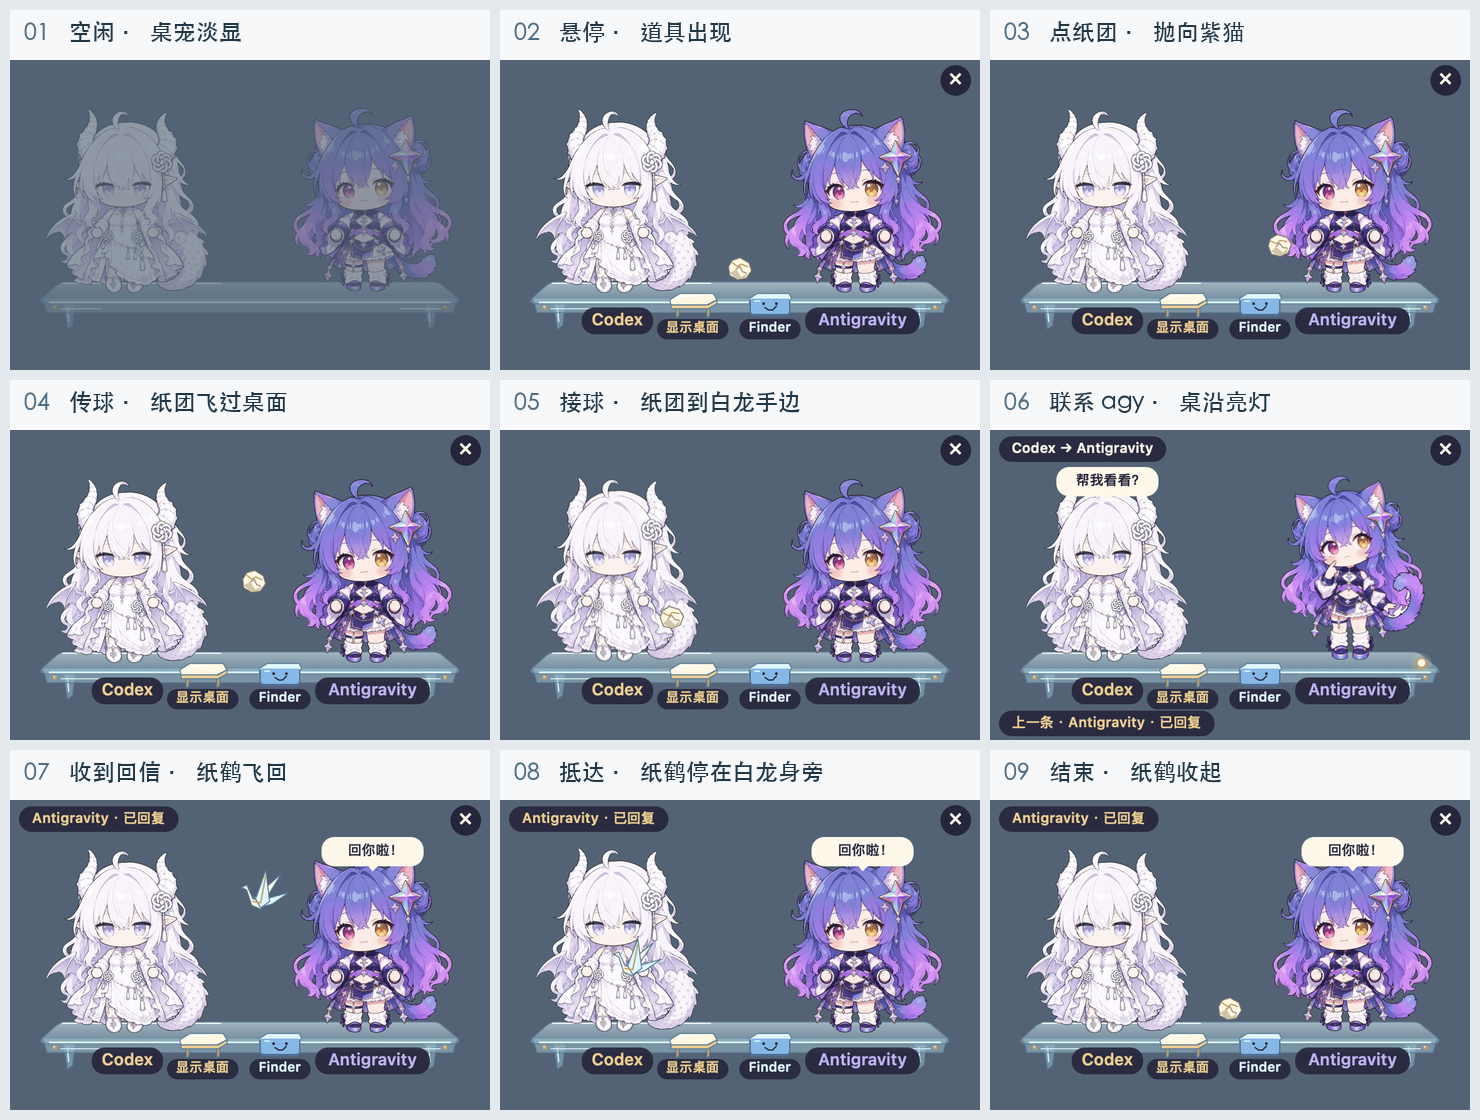 01 空闲 · 桌宠淡显
02 悬停 · 道具出现
Codex
显示桌面
Finder
Antigravity
03 点纸团 · 抛向紫猫
Codex
显示桌面
Finder
Antigravity
04 传球 · 纸团飞过桌面
Codex
显示桌面
Finder
Antigravity
05 接球 · 纸团到白龙手边
Codex
显示桌面
Finder
Antigravity
06 联系 agy · 桌沿亮灯
Codex → Antigravity
帮我看看？
Codex
显示桌面
Finder
Antigravity
上一条 · Antigravity · 已回复
07 收到回信 · 纸鹤飞回
Antigravity · 已回复
回你啦！
Codex
显示桌面
Finder
Antigravity
08 抵达 · 纸鹤停在白龙身旁
Antigravity · 已回复
回你啦！
Codex
显示桌面
Finder
Antigravity
09 结束 · 纸鹤收起
Antigravity · 已回复
回你啦！
Codex
显示桌面
Finder
Antigravity